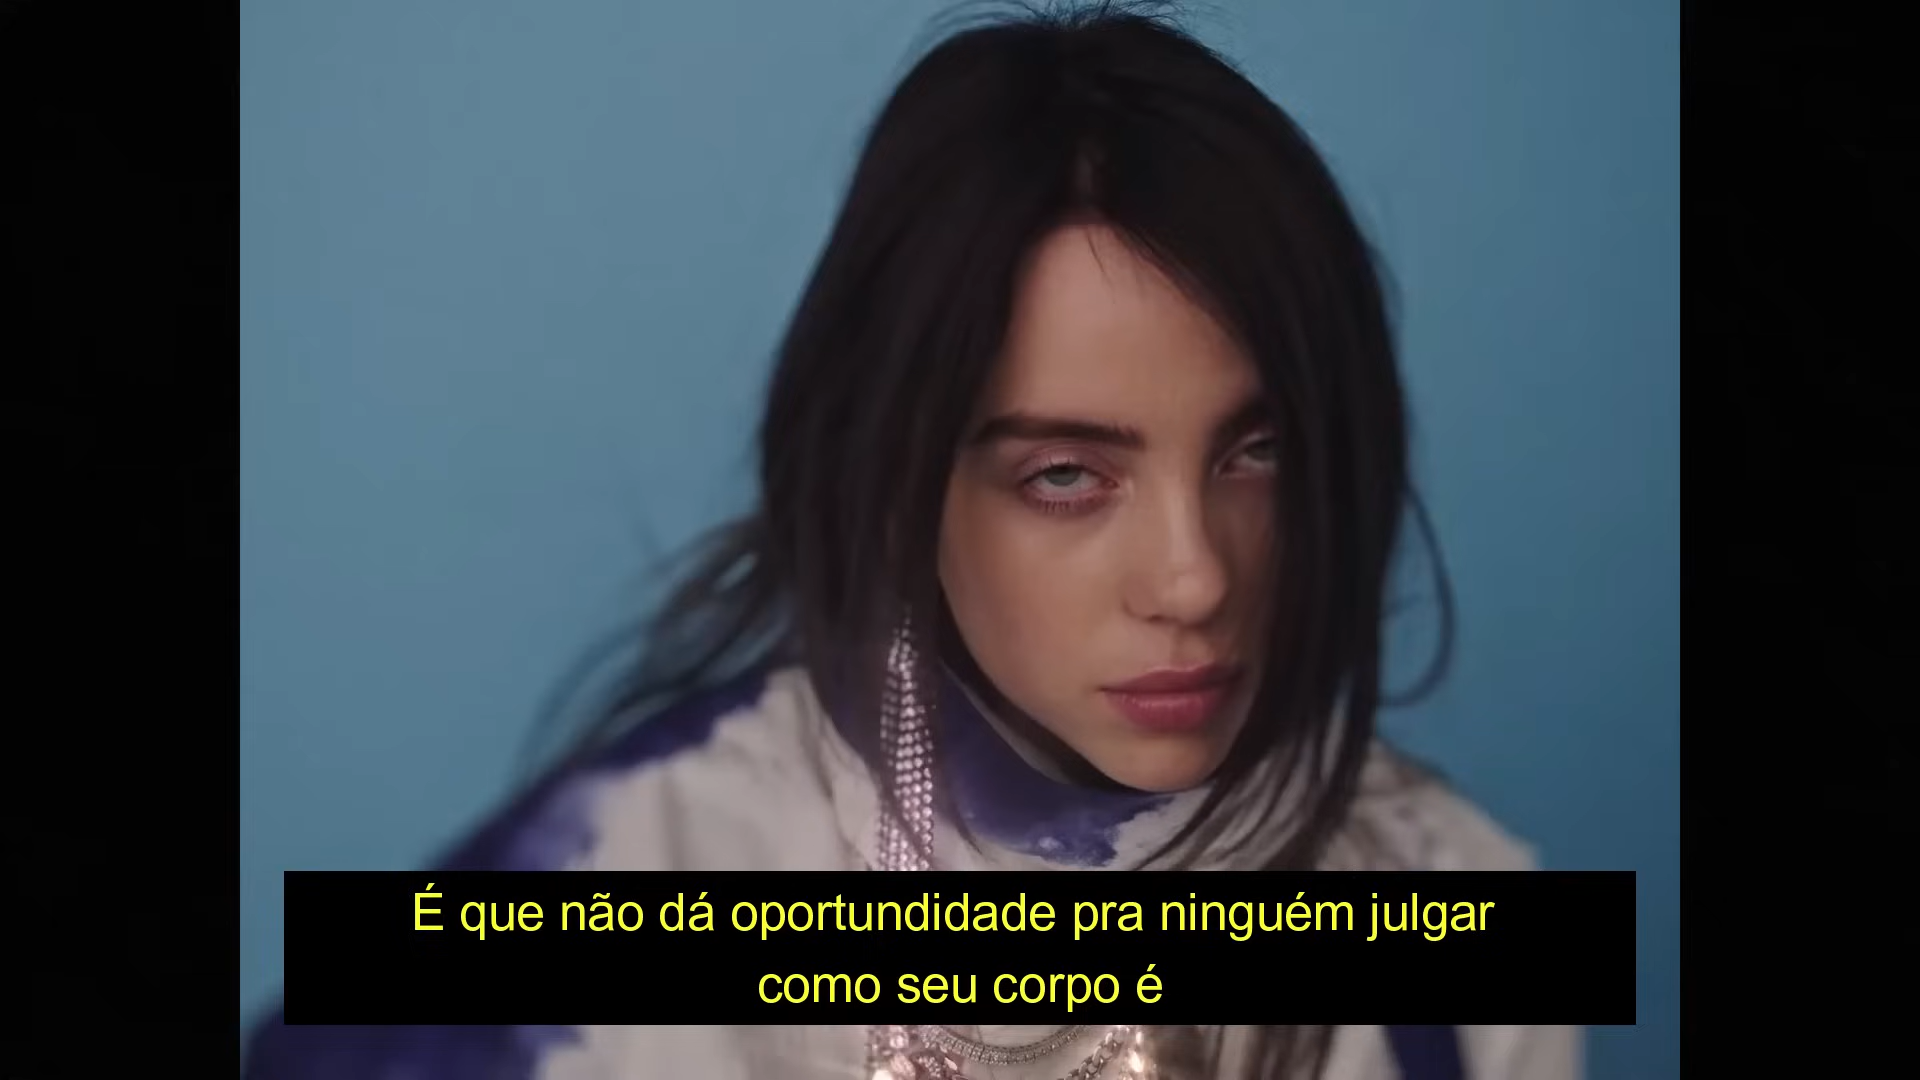 É que não dá oportundidade pra ninguém julgar
como seu corpo é